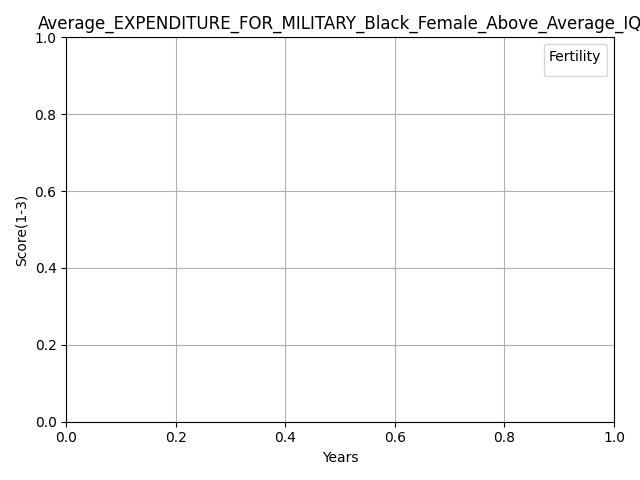 Average_EXPENDITURE_FOR_MILITARY_Black_Female_Above_Average_IQ
Fertility
1.0
0.8
0.6
0.4
0.2
0.0
Score(1-3)
0.0 0.2 0.4 0.6 0.8 1.0
Years